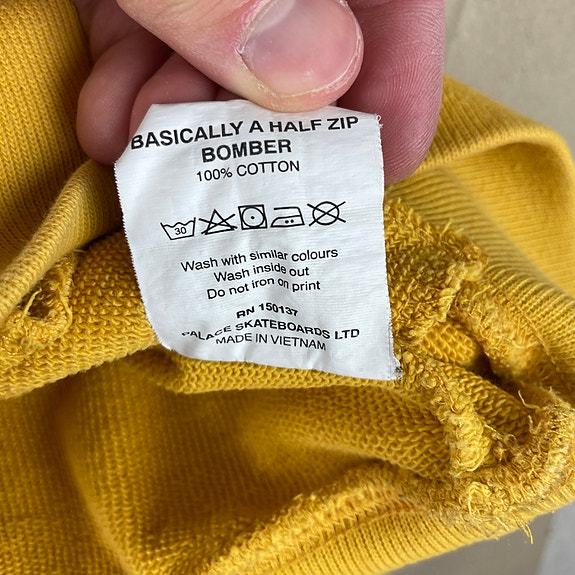 BASICALLY A HALF ZIP
BOMBER
100% COTTON
30
Wash with similar colours
Wash inside out
Do not iron on print
RN 150137
PALACE SKATEBOARDS LTD
MADE IN VIETNAM